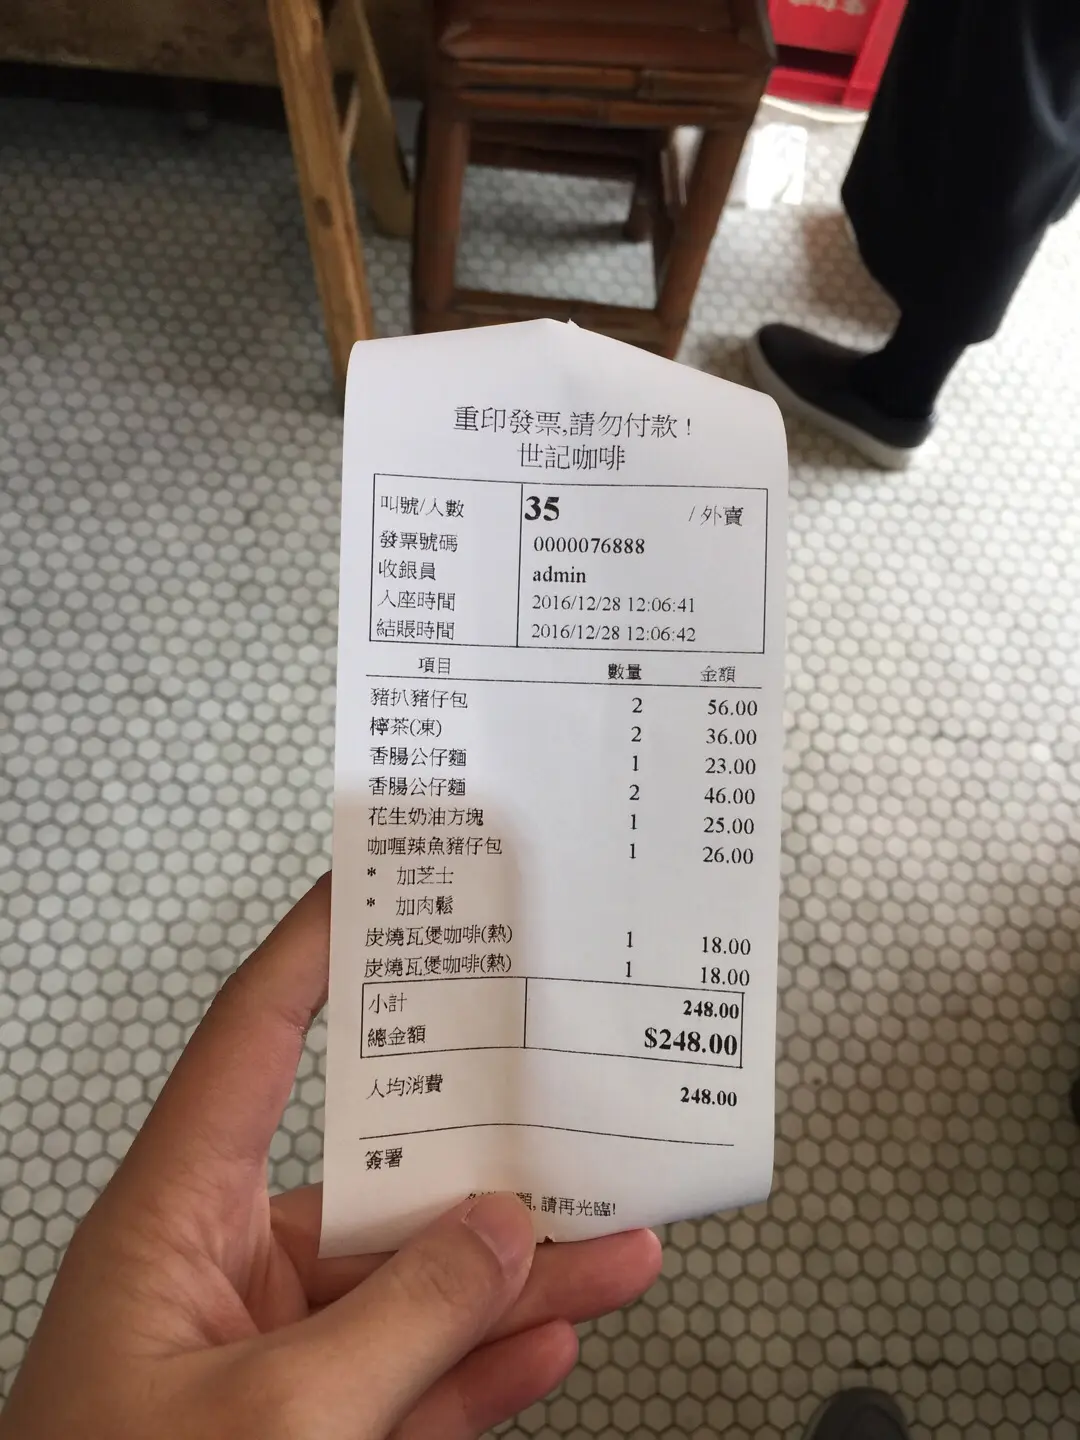 重印發票,請勿付款!
世記咖啡
叫號/人數 35 /外賣
發票號碼 0000076888
收銀員 admin
入座時間 2016/12/28 12:06:41
結賬時間 2016/12/28 12:06:42
項目 數量 金額
豬扒豬仔包 2 56.00
檸茶(凍) 2 36.00
香腸公仔麵 1 23.00
香腸公仔麵 2 46.00
花生奶油方塊 1 25.00
咖喱辣魚豬仔包 1 26.00
* 加芝士
* 加肉鬆
炭燒瓦煲咖啡(熱) 1 18.00
炭燒瓦煲咖啡(熱) 1 18.00
小計 248.00
總金額 $248.00
人均消費 248.00
簽署
顧,請再光臨!